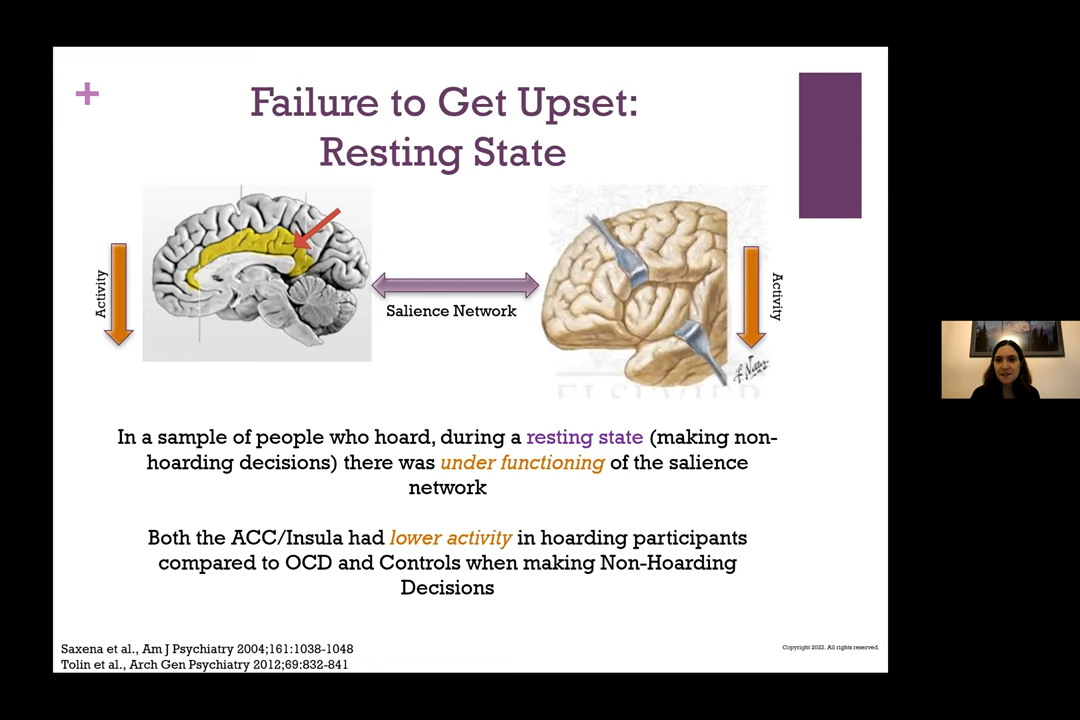 +
Failure to Get Upset:
Resting State
Activity
Salience Network
Activity
F. Netter
ELSEVIER
In a sample of people who hoard, during a resting state (making non-
hoarding decisions) there was under functioning of the salience
network
Both the ACC/Insula had lower activity in hoarding participants
compared to OCD and Controls when making Non-Hoarding
Decisions
Saxena et al., Am J Psychiatry 2004;161:1038-1048
Tolin et al., Arch Gen Psychiatry 2012;69:832-841
Copyright 2022. All rights reserved.